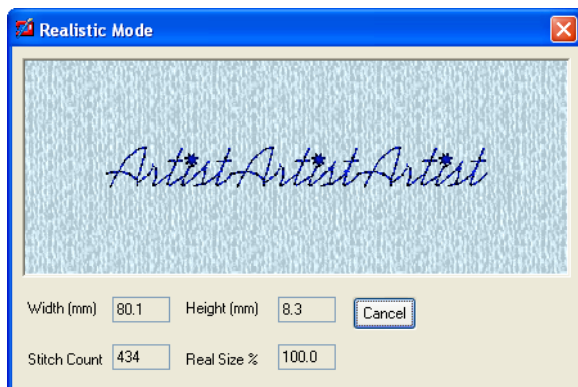 Realistic Mode
ArtistArtistArtist
Width (mm) 80.1 Height (mm) 8.3 Cancel
Stitch Count 434 Real Size % 100.0